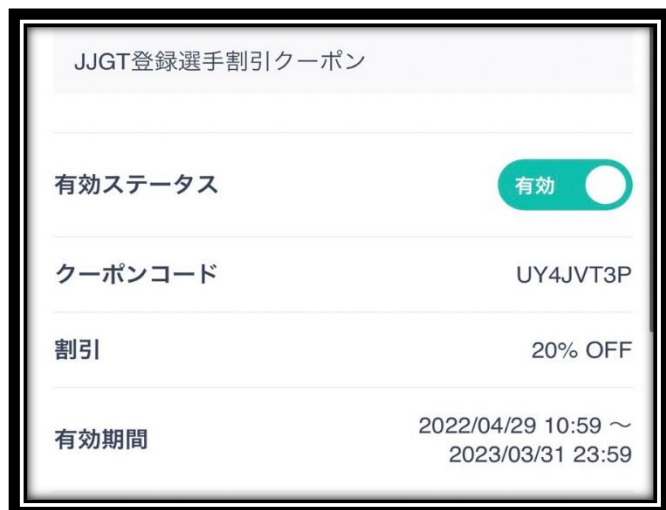 JJGT登録選手割引クーポン
有効ステータス
有効
クーポンコード
UY4JVT3P
割引
20% OFF
有効期間
2022/04/29 10:59 ～
2023/03/31 23:59